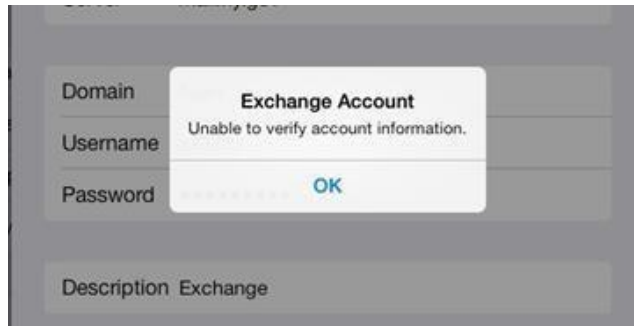 Domain
Exchange Account
Unable to verify account information.
Username
OK
Password
Description Exchange